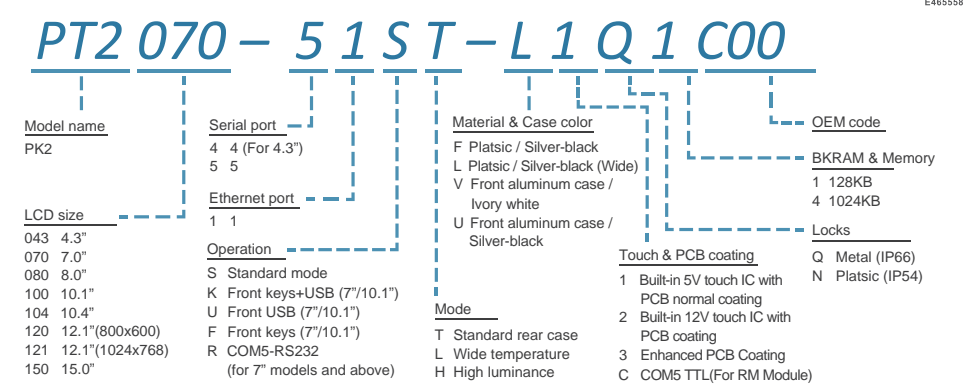 E465558
PT2 070 – 5 1 S T – L 1 Q 1 C00
Model name
PK2
LCD size
043 4.3”
070 7.0”
080 8.0”
100 10.1”
104 10.4”
120 12.1”(800x600)
121 12.1”(1024x768)
150 15.0”
Serial port
4 4 (For 4.3”)
5 5
Ethernet port
1 1
Operation
S Standard mode
K Front keys+USB (7”/10.1”)
U Front USB (7”/10.1”)
F Front keys (7”/10.1”)
R COM5-RS232
(for 7” models and above)
Mode
T Standard rear case
L Wide temperature
H High luminance
Material & Case color
F Platsic / Silver-black
L Platsic / Silver-black (Wide)
V Front aluminum case /
Ivory white
U Front aluminum case /
Silver-black
Touch & PCB coating
1 Built-in 5V touch IC with
PCB normal coating
2 Built-in 12V touch IC with
PCB coating
3 Enhanced PCB Coating
C COM5 TTL(For RM Module)
OEM code
BKRAM & Memory
1 128KB
4 1024KB
Locks
Q Metal (IP66)
N Platsic (IP54)